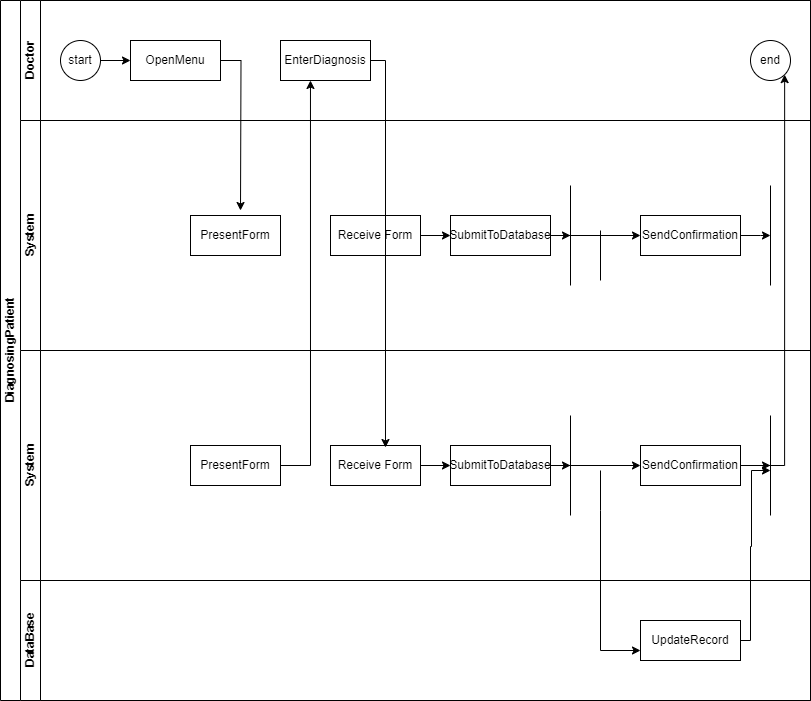 DiagnosingPatient
Doctor
start
OpenMenu
EnterDiagnosis
end
System
PresentForm
Receive Form
SubmitToDatabase
SendConfirmation
System
PresentForm
Receive Form
SubmitToDatabase
SendConfirmation
DataBase
UpdateRecord